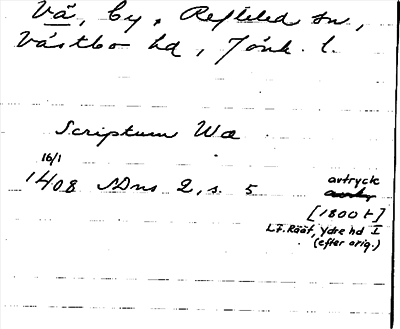 Vä, by, Reftele sn,
Västbo hd, Jönk. l.
Scriptum Wæ
16/1
1408 SDns 2, s. 5
avtryck
[1800 t]
L.F. Rääf, Ydre hd I
(efter orig.)